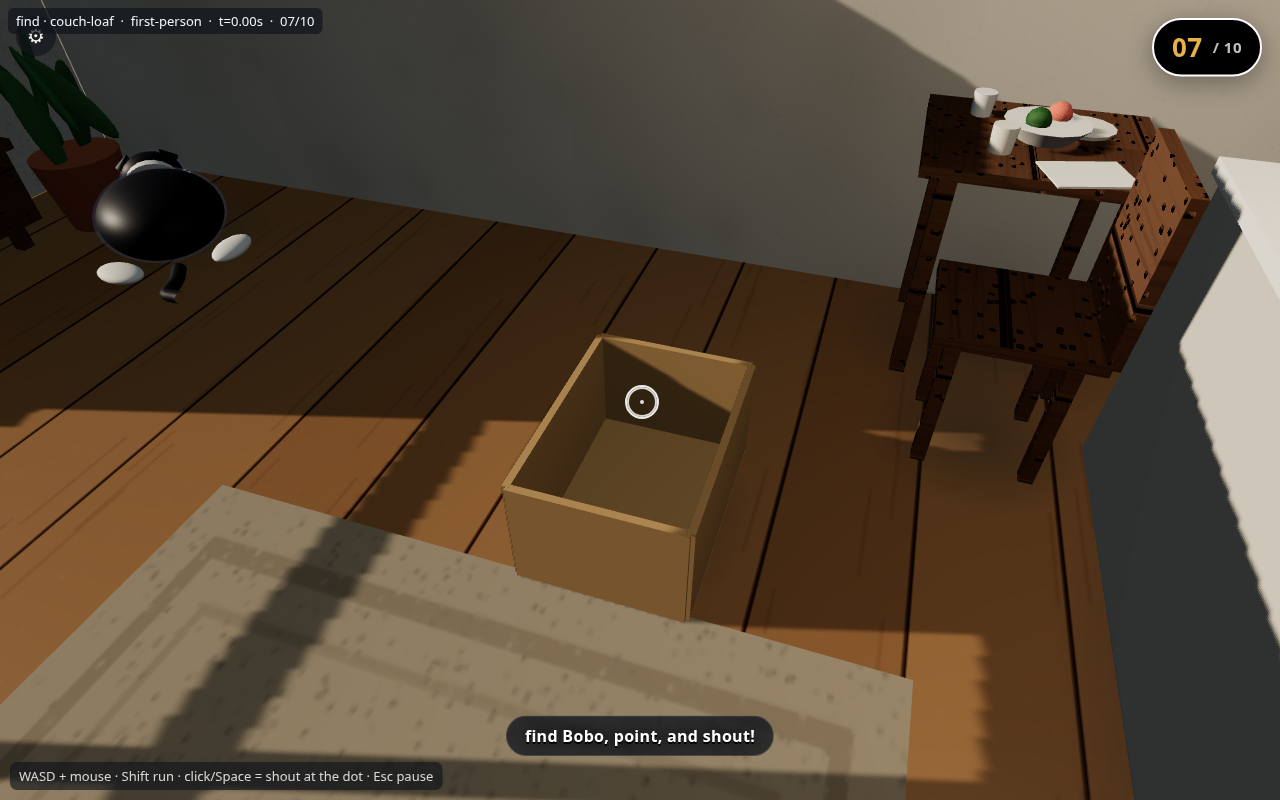 find · couch-loaf · first-person · t=0.00s · 07/10
07 / 10
find Bobo, point, and shout!
WASD + mouse · Shift run · click/Space = shout at the dot · Esc pause